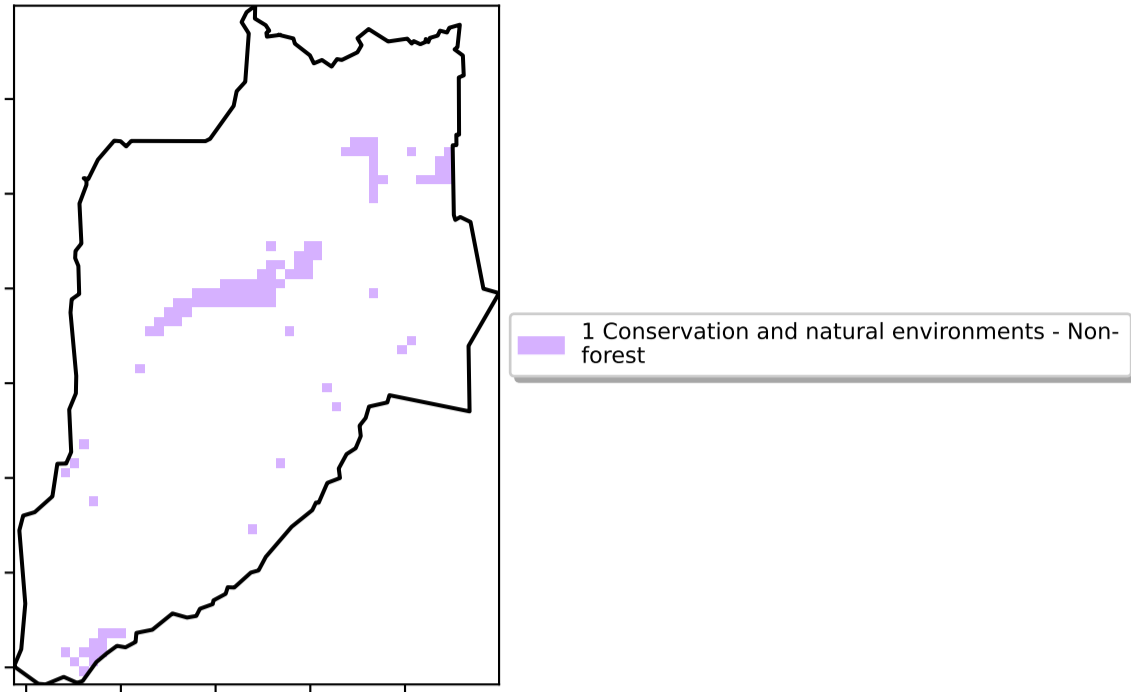 1 Conservation and natural environments - Non-
forest